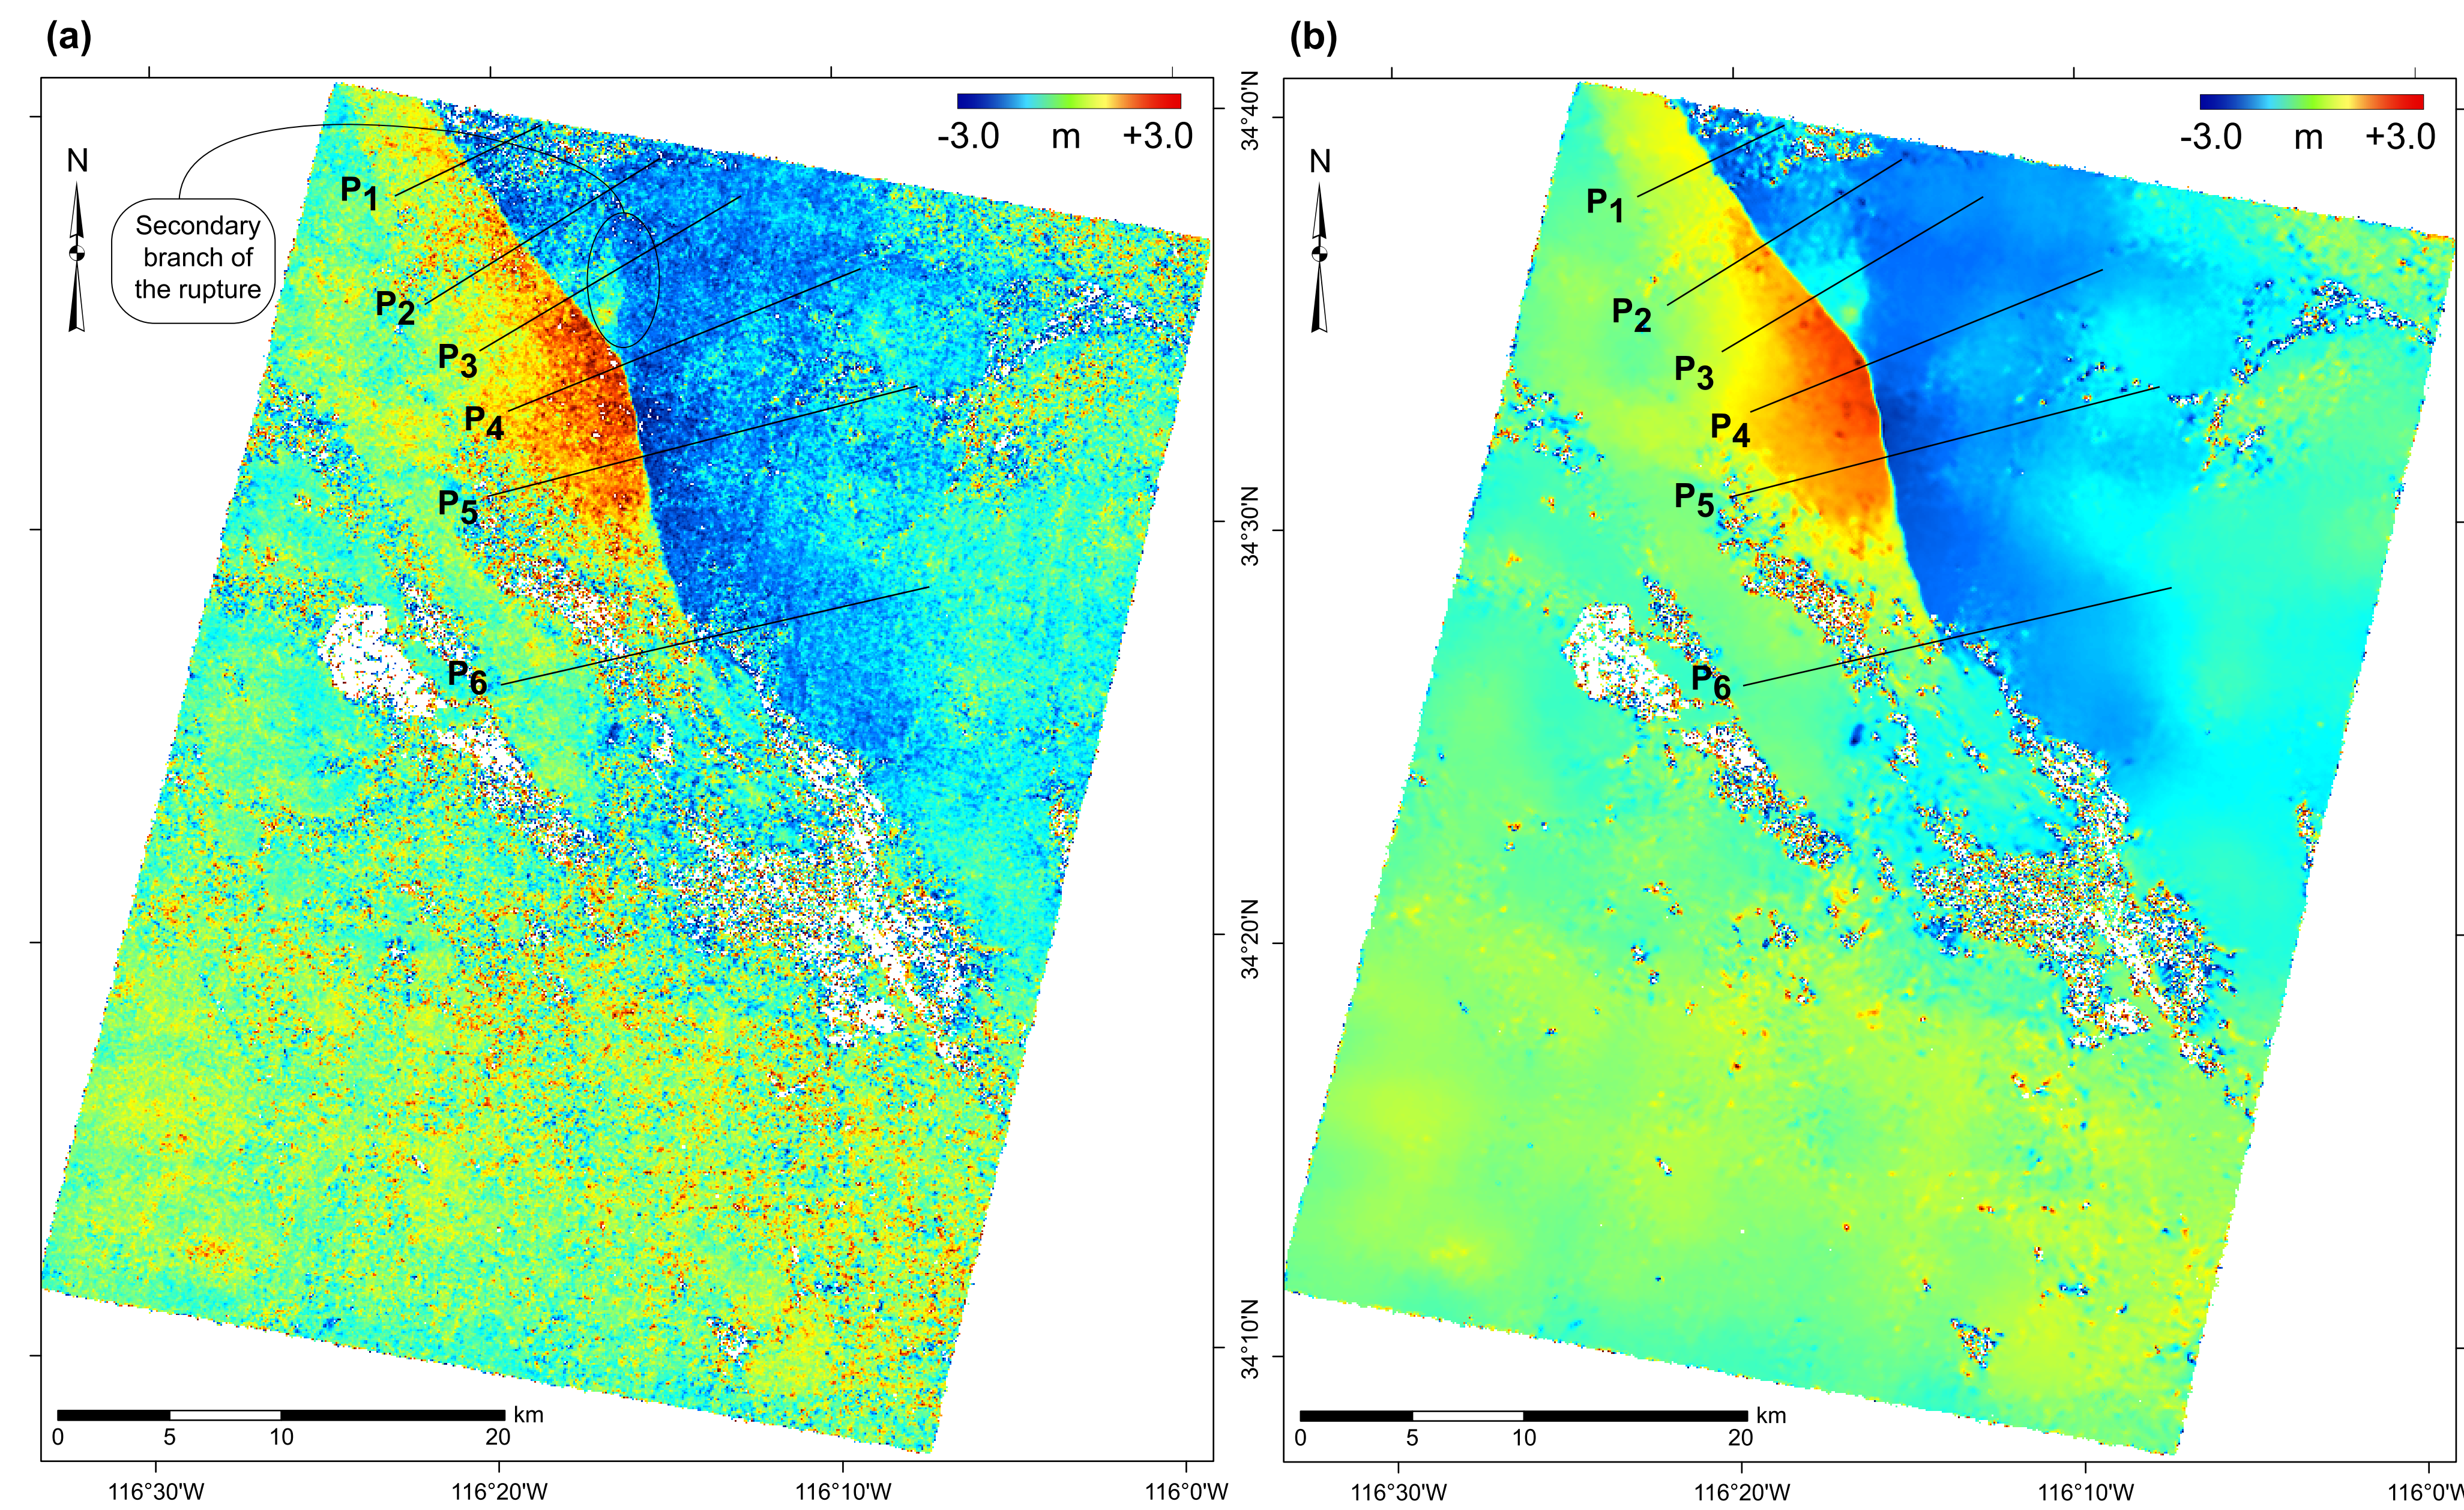 (a)
(b)
-3.0 m +3.0
-3.0 m +3.0
N
N
Secondary
branch of
the rupture
P1
P2
P3
P4
P5
P6
P1
P2
P3
P4
P5
P6
34°40'N
34°30'N
34°20'N
34°10'N
0 5 10 20 km
0 5 10 20 km
116°30'W 116°20'W 116°10'W 116°0'W
116°30'W 116°20'W 116°10'W 116°0'W